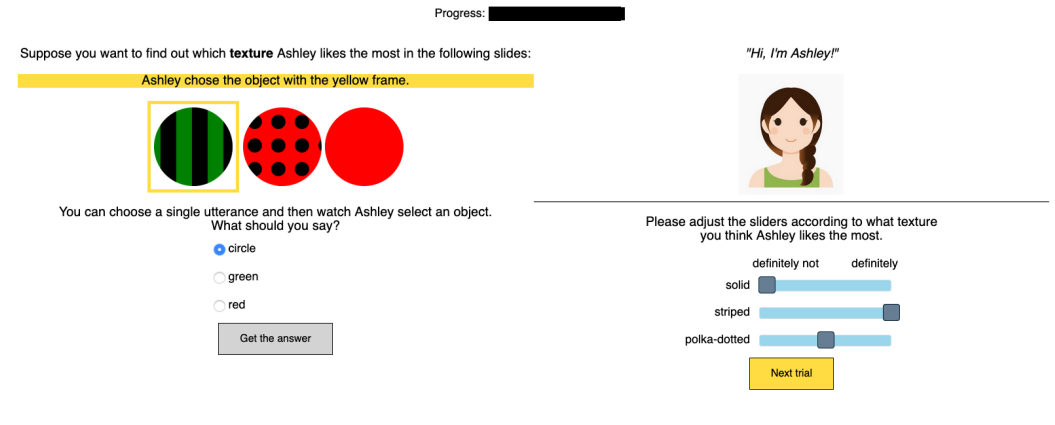 Progress:
Suppose you want to find out which texture Ashley likes the most in the following slides:
Ashley chose the object with the yellow frame.
You can choose a single utterance and then watch Ashley select an object.
What should you say?
circle
green
red
Get the answer
"Hi, I'm Ashley!"
Please adjust the sliders according to what texture
you think Ashley likes the most.
definitely not definitely
solid
striped
polka-dotted
Next trial